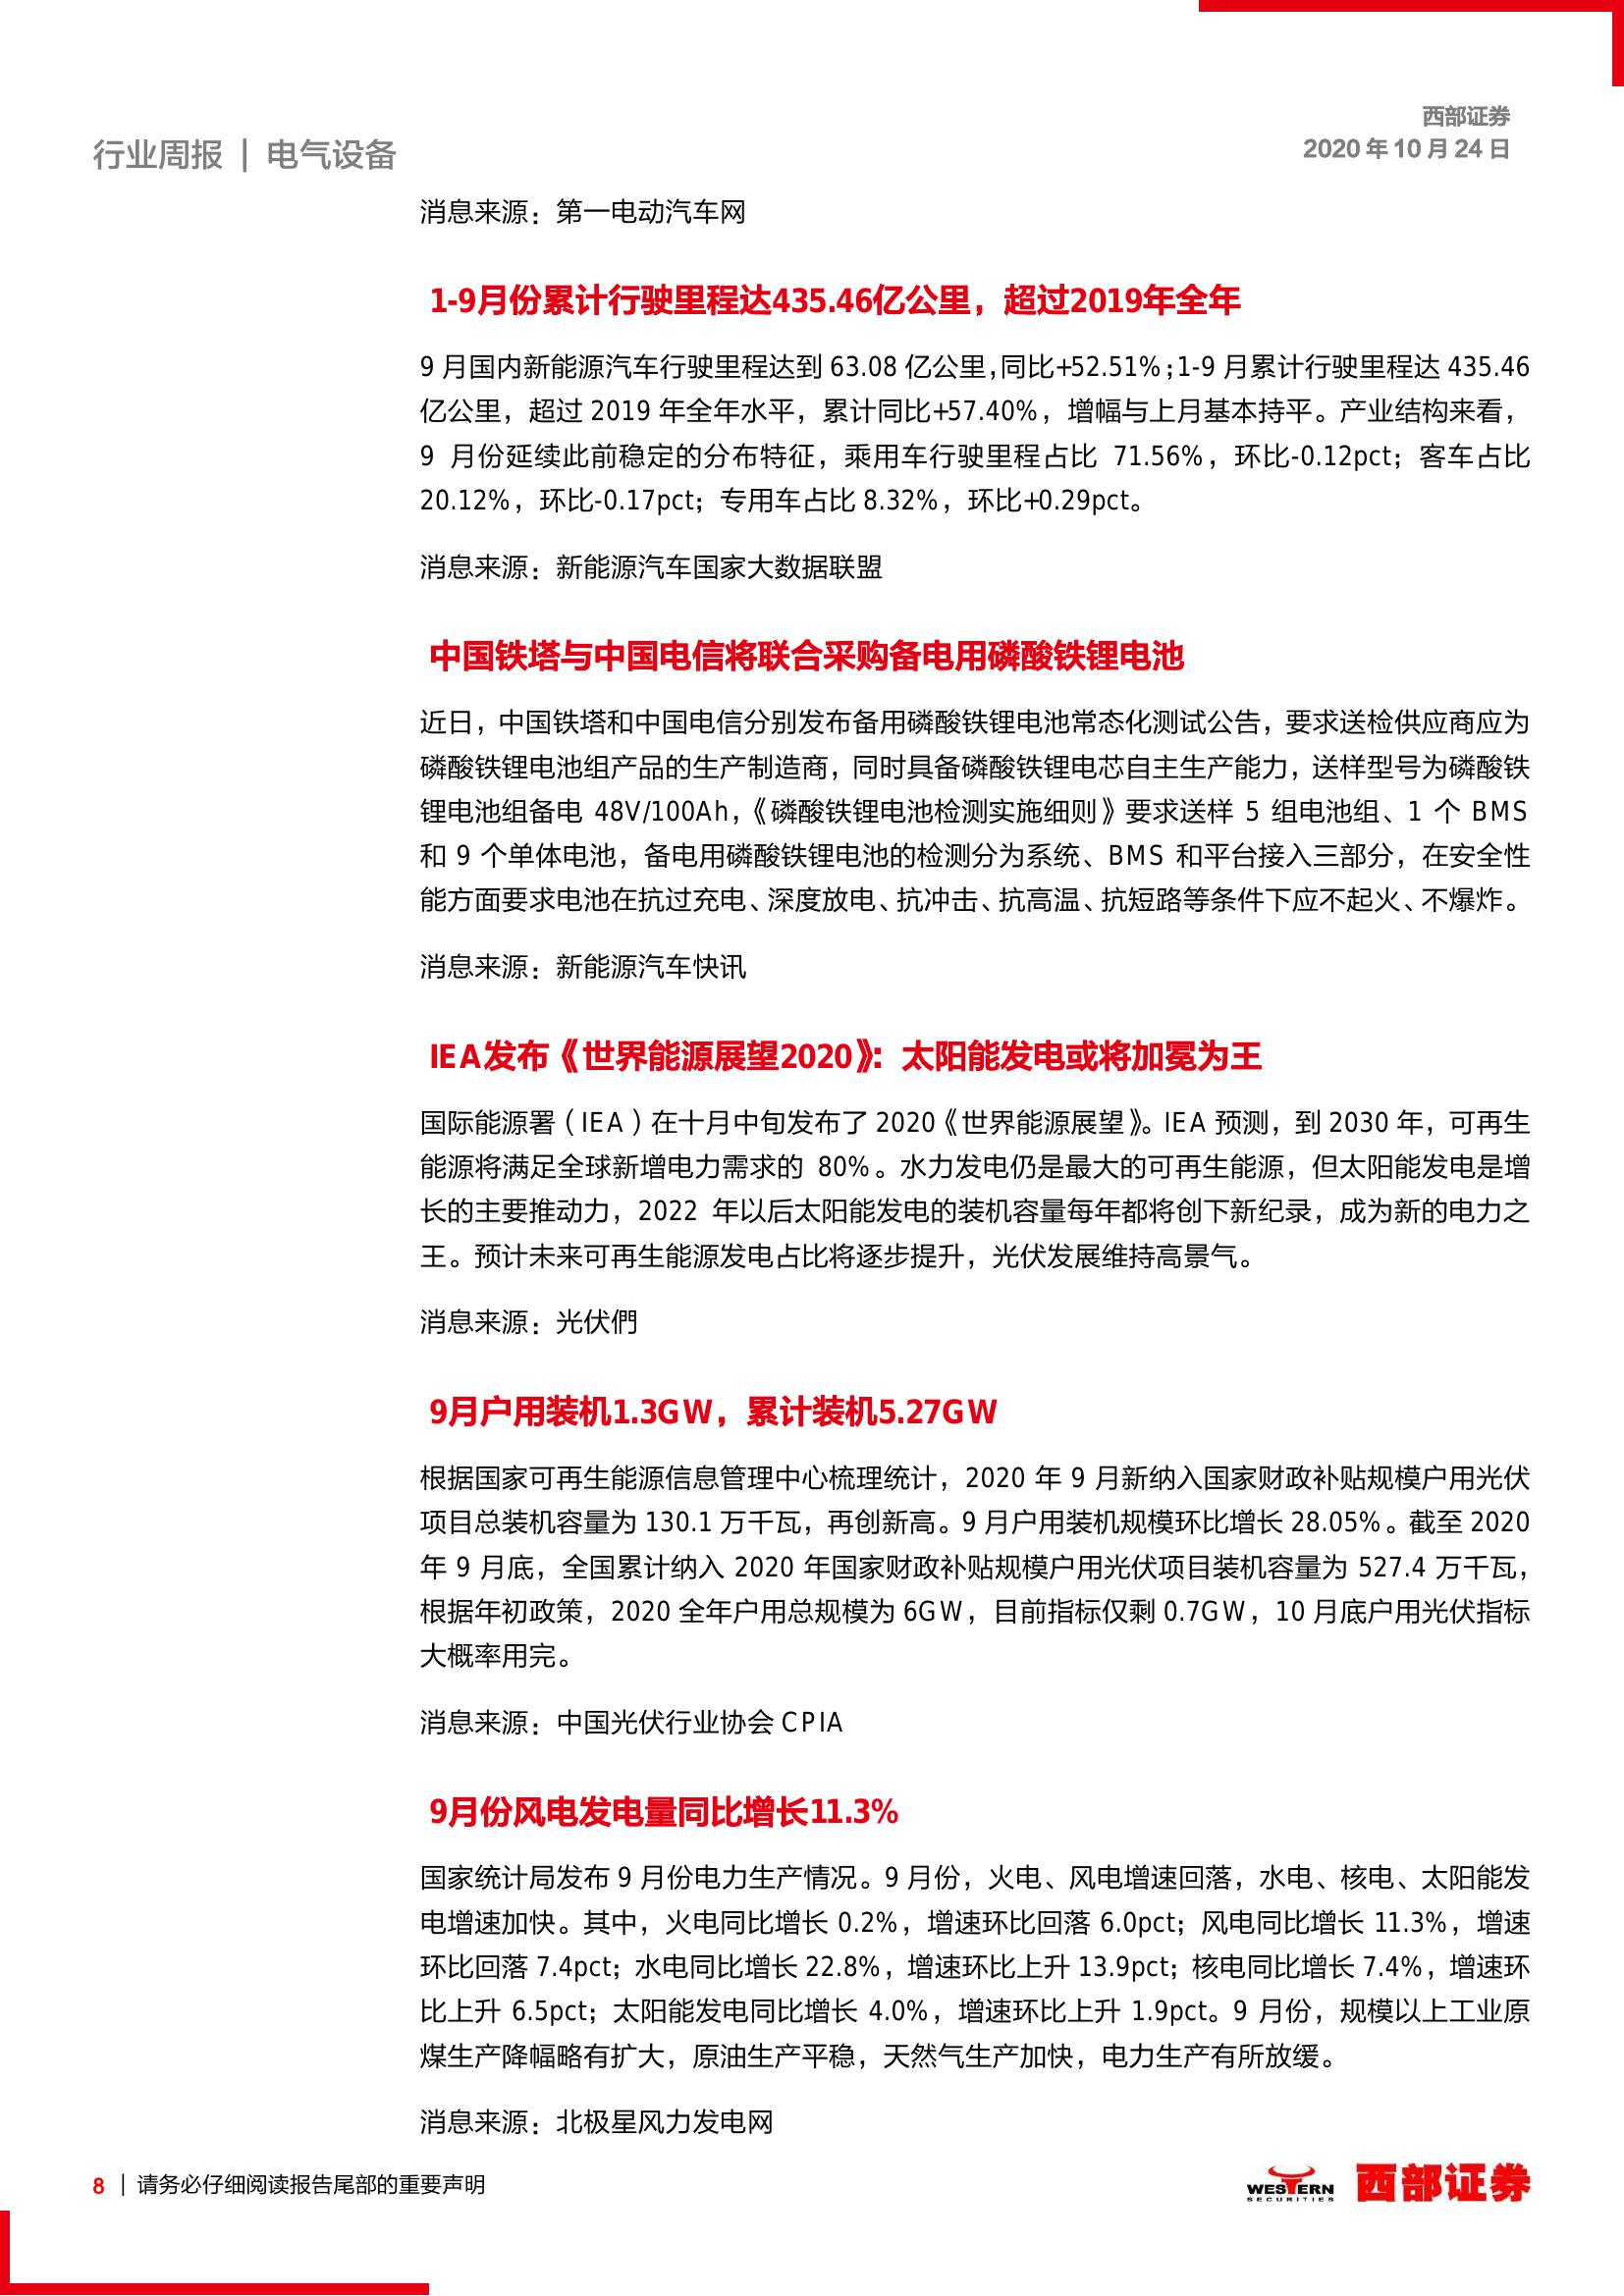 西部证券
行业周报 | 电气设备
2020 年 10 月 24 日
消息来源：第一电动汽车网
1-9月份累计行驶里程达435.46亿公里，超过2019年全年
9 月国内新能源汽车行驶里程达到 63.08 亿公里，同比+52.51%；1-9 月累计行驶里程达 435.46
亿公里，超过 2019 年全年水平，累计同比+57.40%，增幅与上月基本持平。产业结构来看，
9 月份延续此前稳定的分布特征，乘用车行驶里程占比 71.56%，环比-0.12pct；客车占比
20.12%，环比-0.17pct；专用车占比 8.32%，环比+0.29pct。
消息来源：新能源汽车国家大数据联盟
中国铁塔与中国电信将联合采购备电用磷酸铁锂电池
近日，中国铁塔和中国电信分别发布备用磷酸铁锂电池常态化测试公告，要求送检供应商应为
磷酸铁锂电池组产品的生产制造商，同时具备磷酸铁锂电芯自主生产能力，送样型号为磷酸铁
锂电池组备电 48V/100Ah，《磷酸铁锂电池检测实施细则》要求送样 5 组电池组、1 个 BMS
和 9 个单体电池，备电用磷酸铁锂电池的检测分为系统、BMS 和平台接入三部分，在安全性
能方面要求电池在抗过充电、深度放电、抗冲击、抗高温、抗短路等条件下应不起火、不爆炸。
消息来源：新能源汽车快讯
IEA发布《世界能源展望2020》：太阳能发电或将加冕为王
国际能源署（IEA）在十月中旬发布了 2020《世界能源展望》。IEA 预测，到 2030 年，可再生
能源将满足全球新增电力需求的 80%。水力发电仍是最大的可再生能源，但太阳能发电是增
长的主要推动力，2022 年以后太阳能发电的装机容量每年都将创下新纪录，成为新的电力之
王。预计未来可再生能源发电占比将逐步提升，光伏发展维持高景气。
消息来源：光伏們
9月户用装机1.3GW，累计装机5.27GW
根据国家可再生能源信息管理中心梳理统计，2020 年 9 月新纳入国家财政补贴规模户用光伏
项目总装机容量为 130.1 万千瓦，再创新高。9 月户用装机规模环比增长 28.05%。截至 2020
年 9 月底，全国累计纳入 2020 年国家财政补贴规模户用光伏项目装机容量为 527.4 万千瓦，
根据年初政策，2020 全年户用总规模为 6GW，目前指标仅剩 0.7GW，10 月底户用光伏指标
大概率用完。
消息来源：中国光伏行业协会 CPIA
9月份风电发电量同比增长11.3%
国家统计局发布 9 月份电力生产情况。9 月份，火电、风电增速回落，水电、核电、太阳能发
电增速加快。其中，火电同比增长 0.2%，增速环比回落 6.0pct；风电同比增长 11.3%，增速
环比回落 7.4pct；水电同比增长 22.8%，增速环比上升 13.9pct；核电同比增长 7.4%，增速环
比上升 6.5pct；太阳能发电同比增长 4.0%，增速环比上升 1.9pct。9 月份，规模以上工业原
煤生产降幅略有扩大，原油生产平稳，天然气生产加快，电力生产有所放缓。
消息来源：北极星风力发电网
8 | 请务必仔细阅读报告尾部的重要声明
WESTERN
SECURITIES
西部证券